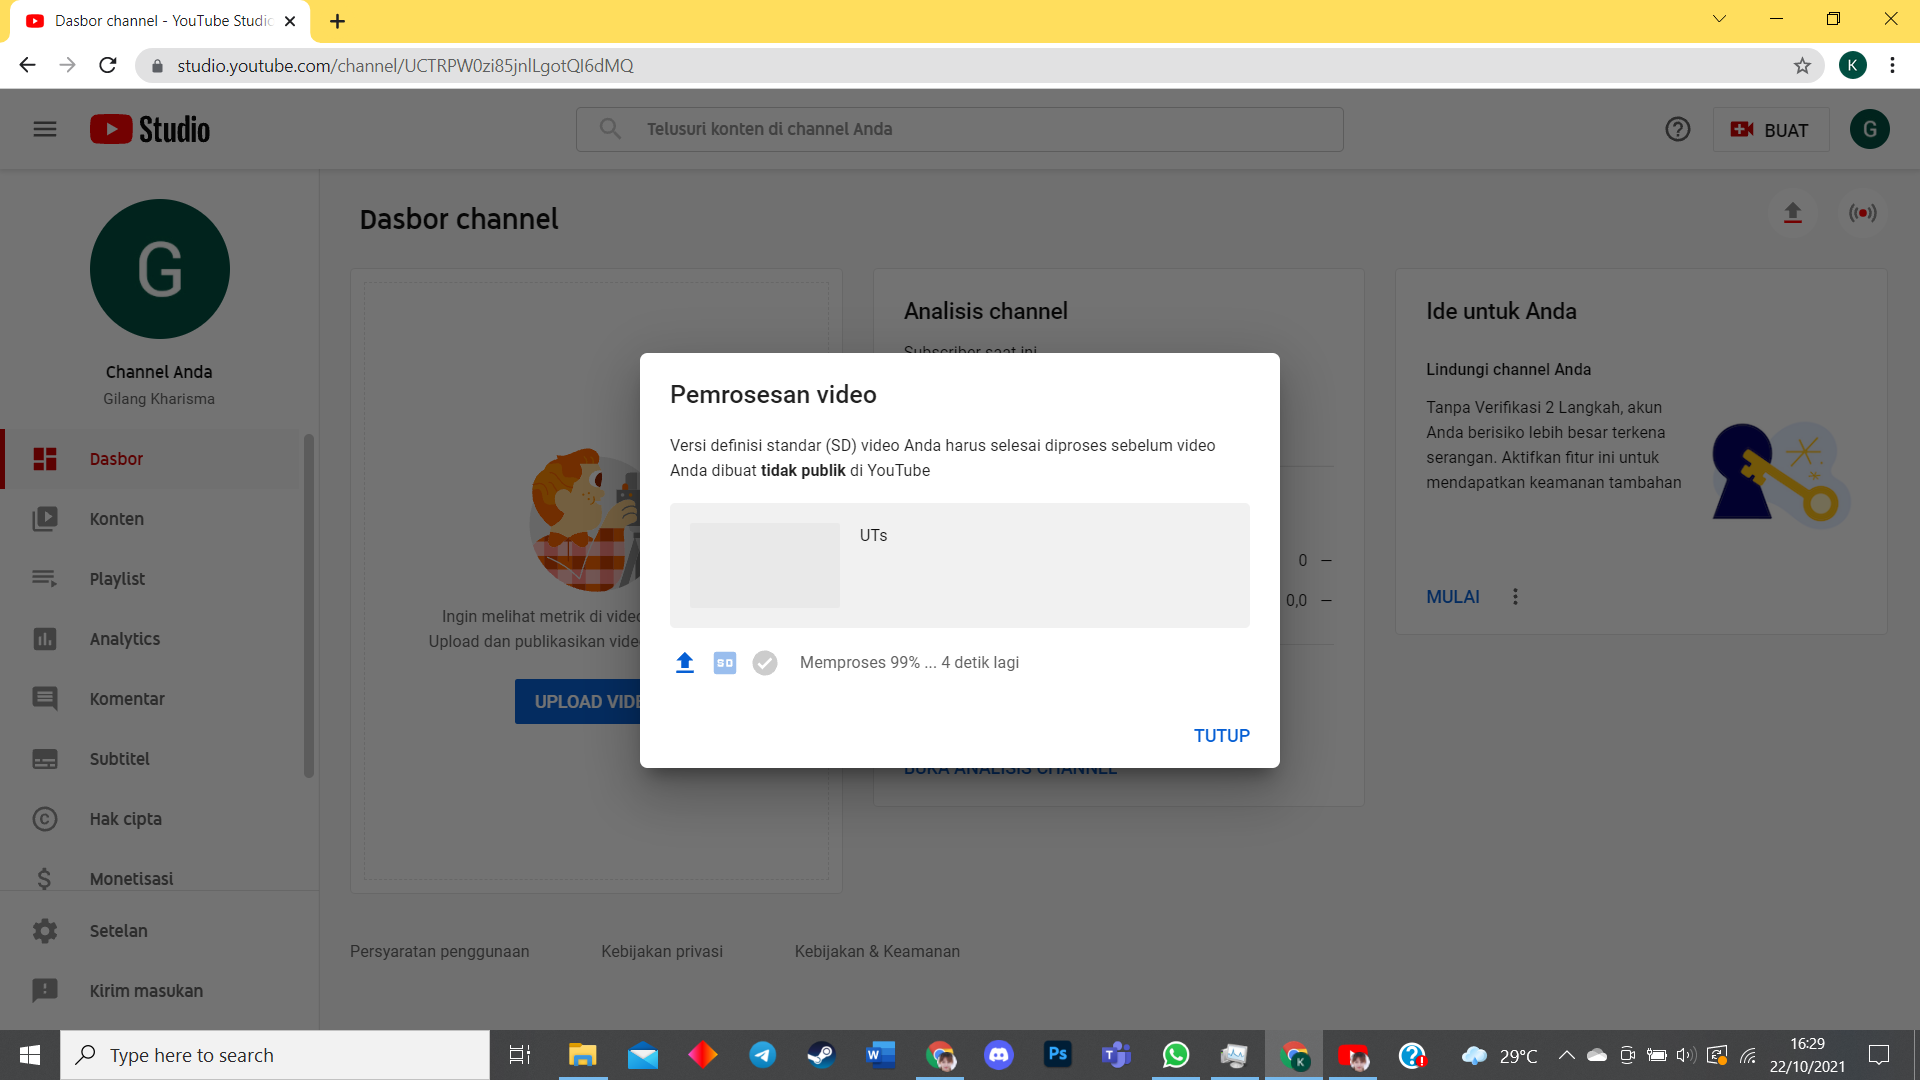 Dasbor channel - YouTube Studio
studio.youtube.com/channel/UCTRPW0zi85jnlLgotQl6dMQ
K
Studio
Telusuri konten di channel Anda
BUAT
G
G
Channel Anda
Gilang Kharisma
Dasbor
Konten
Playlist
Analytics
Komentar
Subtitel
Hak cipta
Monetisasi
Setelan
Kirim masukan
Dasbor channel
Ingin melihat metrik di vide
Upload dan publikasikan vide
UPLOAD VIDE
Analisis channel
Subscriber saat ini
0 —
0,0 —
BUKA ANALISIS CHANNEL
Ide untuk Anda
Lindungi channel Anda
Tanpa Verifikasi 2 Langkah, akun
Anda berisiko lebih besar terkena
serangan. Aktifkan fitur ini untuk
mendapatkan keamanan tambahan
MULAI
Pemrosesan video
Versi definisi standar (SD) video Anda harus selesai diproses sebelum video
Anda dibuat tidak publik di YouTube
UTs
SD
Memproses 99% ... 4 detik lagi
TUTUP
Persyaratan penggunaan
Kebijakan privasi
Kebijakan & Keamanan
Type here to search
29°C
16:29
22/10/2021